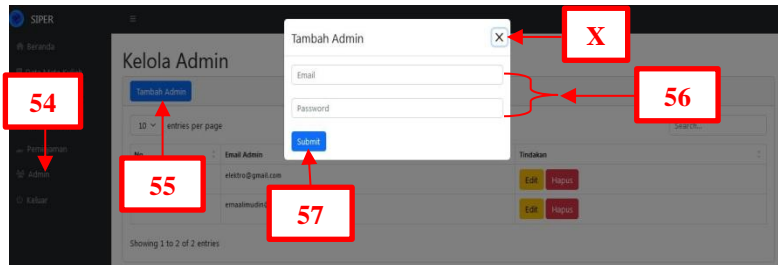 SIPER
Tambah Admin
X
X
Beranda
Kelola Admin
Email
54
Tambah Admin
56
Password
10 entries per page
Search...
Submit
Peminjaman
No
Email Admin
Tindakan
Admin
55
elektro@gmail.com
Edit Hapus
Keluar
57
Edit Hapus
Showing 1 to 2 of 2 entries